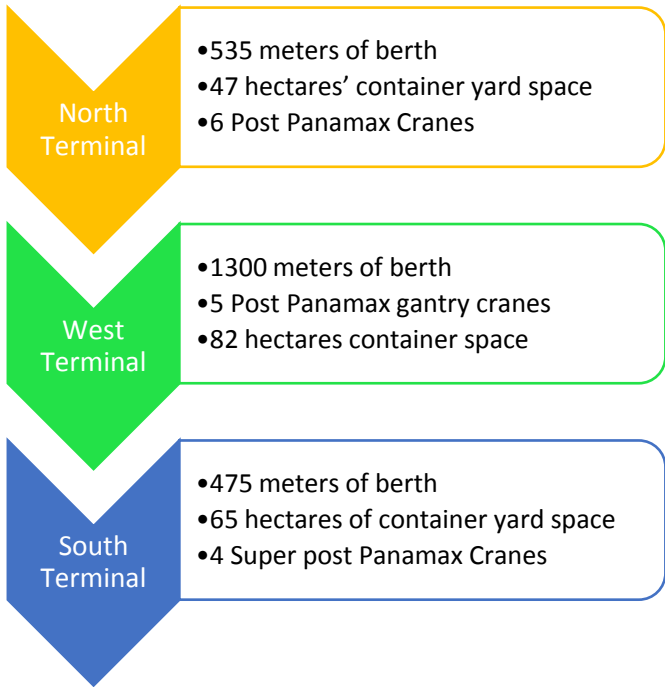 North
Terminal
•535 meters of berth
•47 hectares’ container yard space
•6 Post Panamax Cranes
West
Terminal
•1300 meters of berth
•5 Post Panamax gantry cranes
•82 hectares container space
South
Terminal
•475 meters of berth
•65 hectares of container yard space
•4 Super post Panamax Cranes